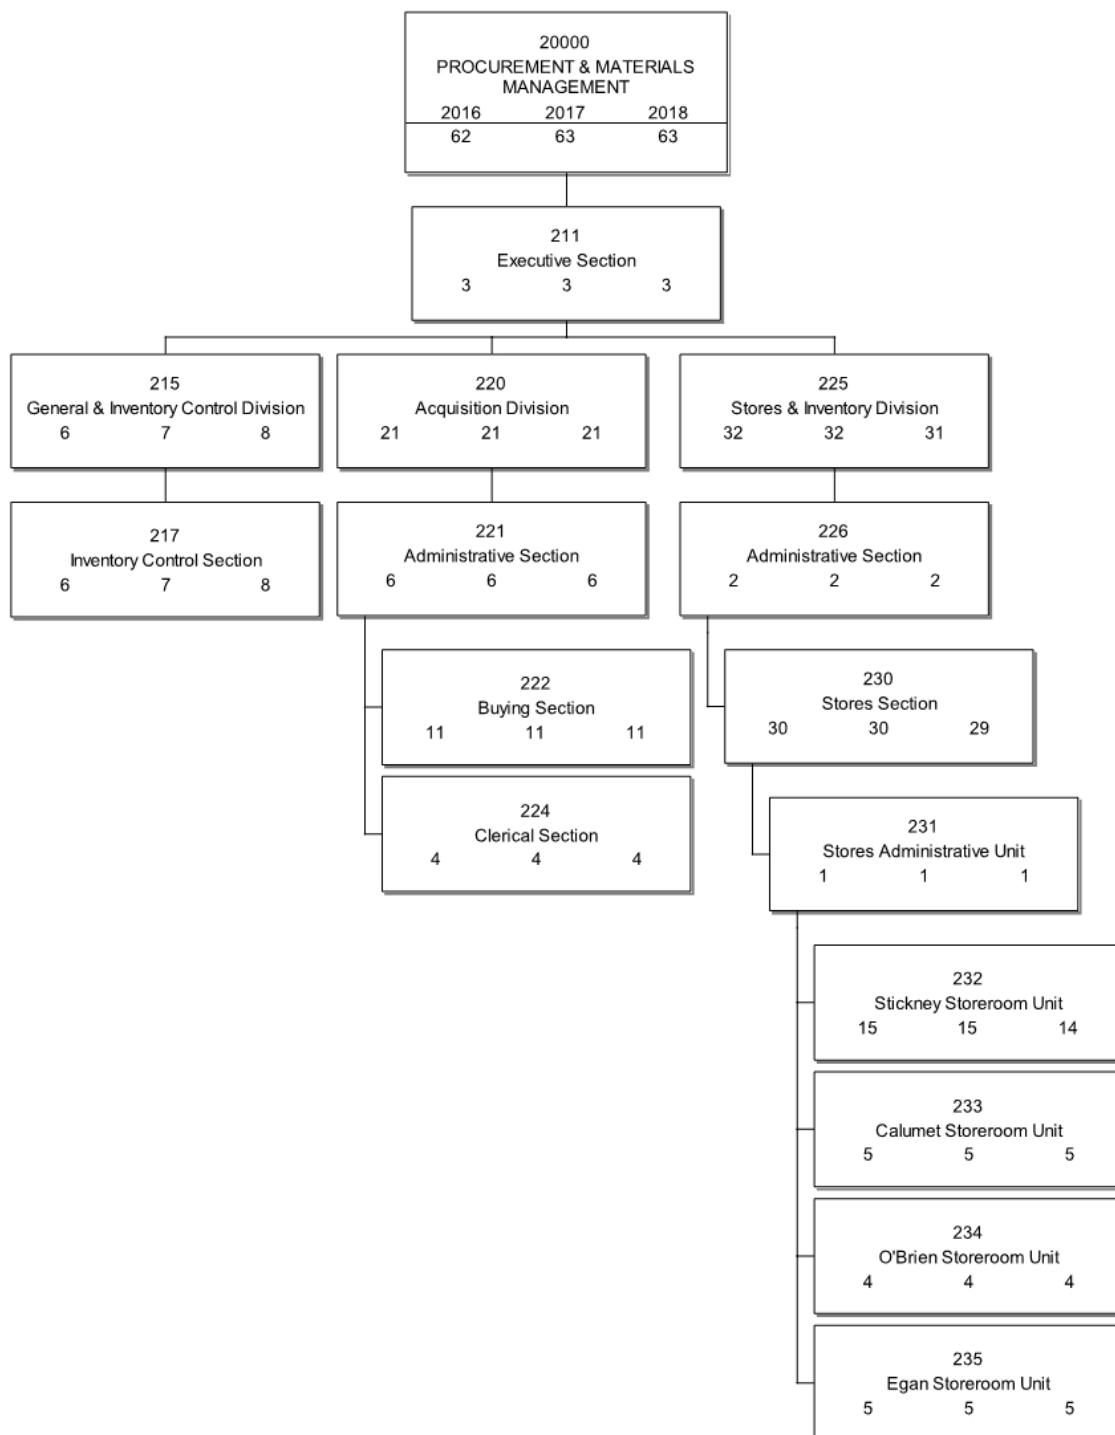 20000
PROCUREMENT & MATERIALS
MANAGEMENT
2016 2017 2018
62 63 63
211
Executive Section
3 3 3
215
General & Inventory Control Division
6 7 8
220
Acquisition Division
21 21 21
225
Stores & Inventory Division
32 32 31
217
Inventory Control Section
6 7 8
221
Administrative Section
6 6 6
226
Administrative Section
2 2 2
222
Buying Section
11 11 11
230
Stores Section
30 30 29
224
Clerical Section
4 4 4
231
Stores Administrative Unit
1 1 1
232
Stickney Storeroom Unit
15 15 14
233
Calumet Storeroom Unit
5 5 5
234
O'Brien Storeroom Unit
4 4 4
235
Egan Storeroom Unit
5 5 5